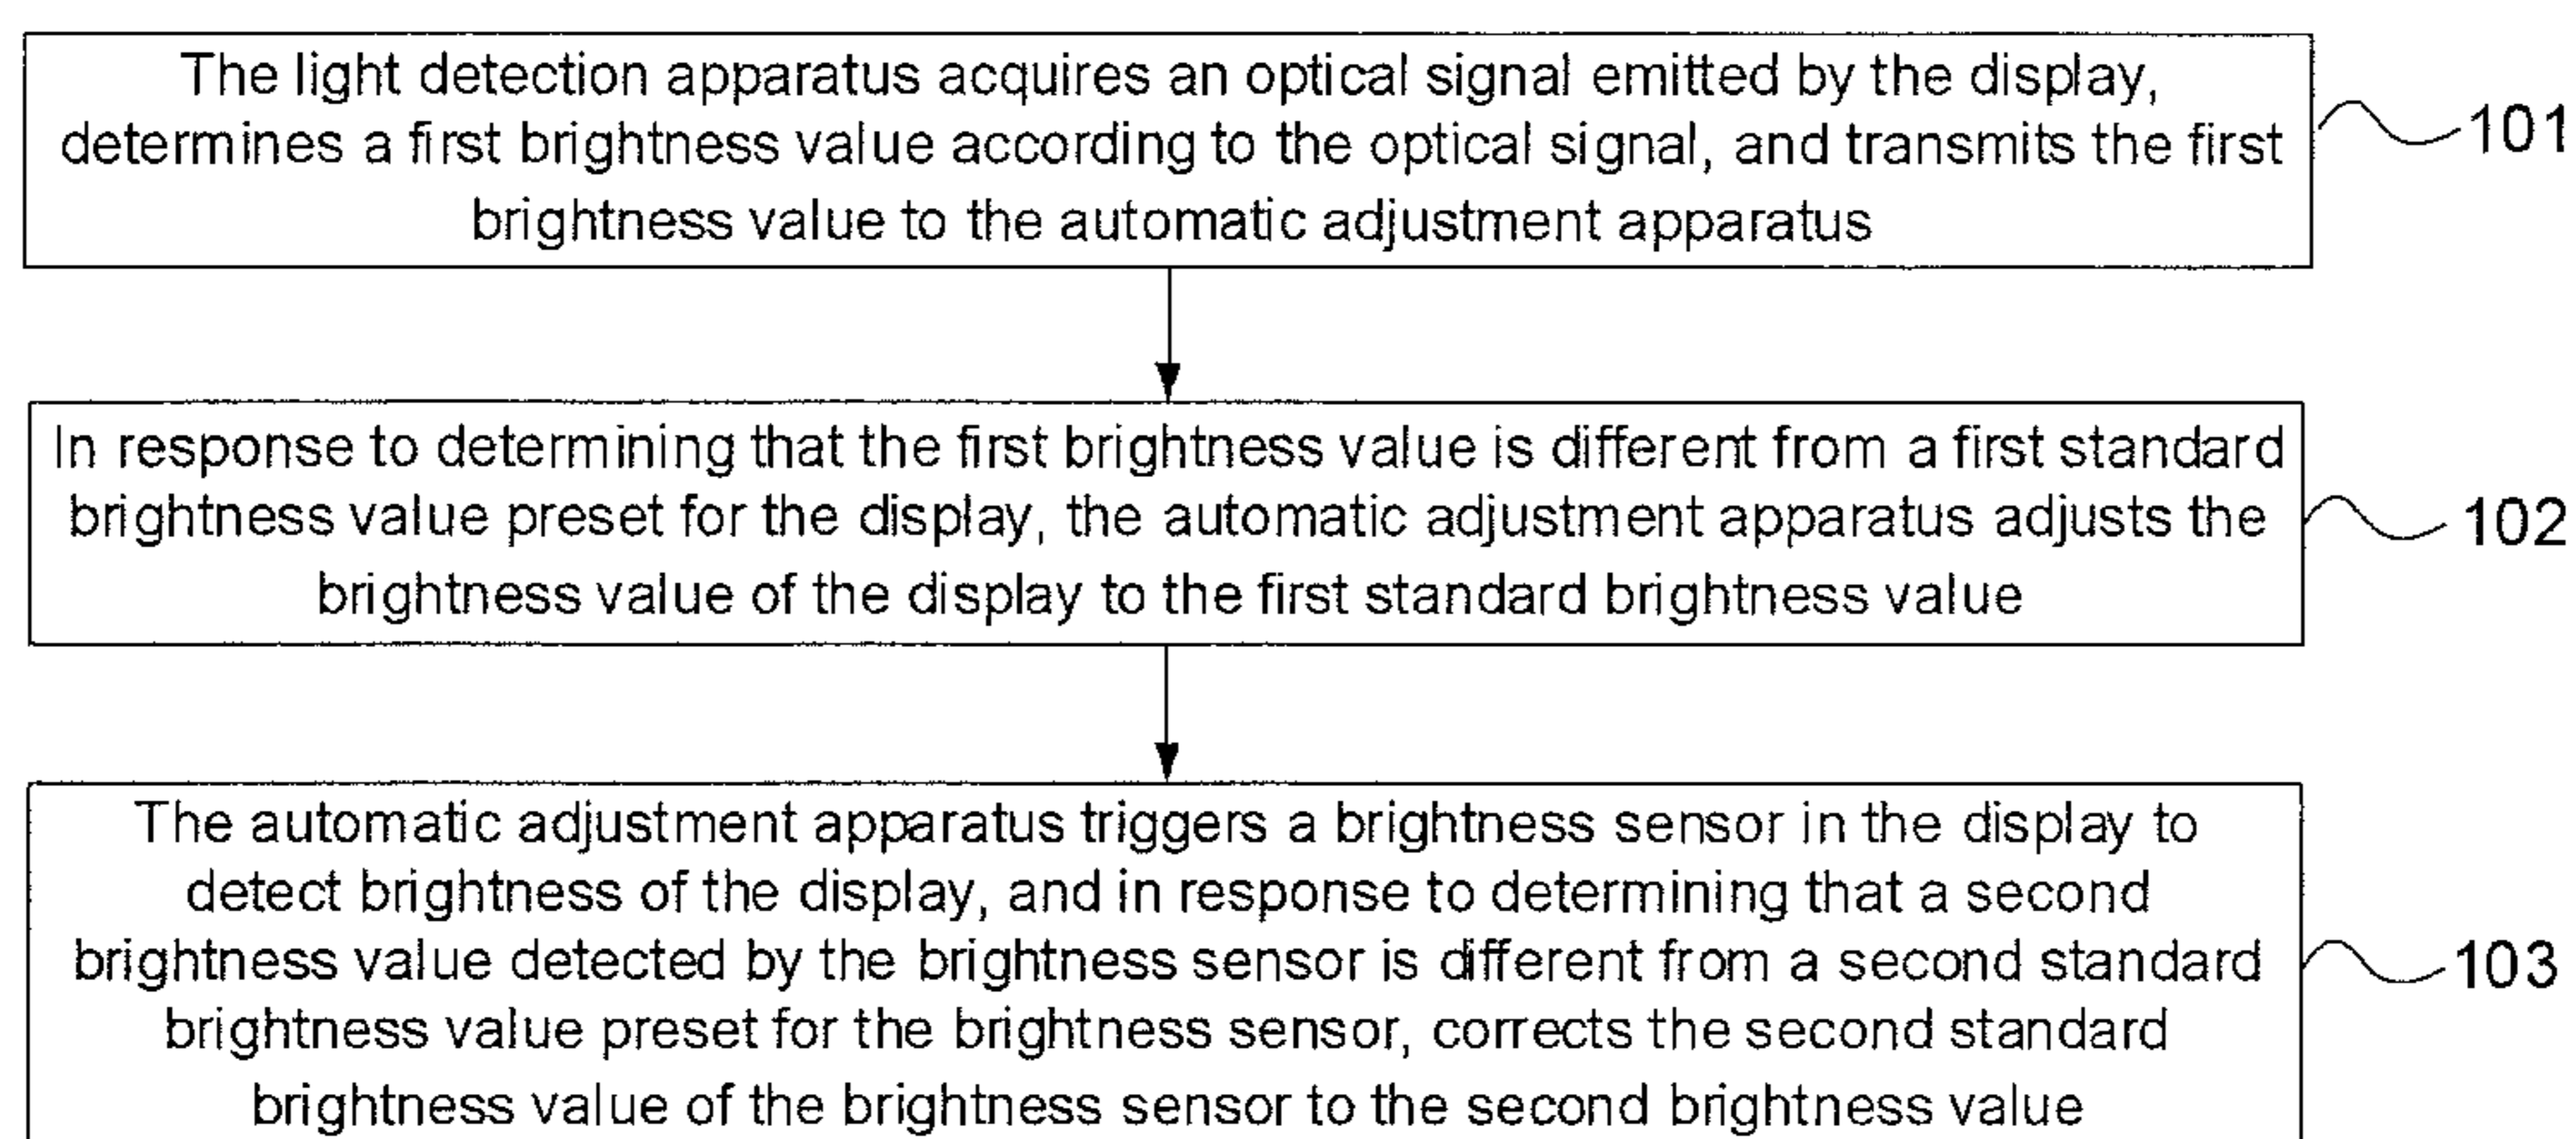 The light detection apparatus acquires an optical signal emitted by the display,
determines a first brightness value according to the optical signal, and transmits the first
brightness value to the automatic adjustment apparatus
101
In response to determining that the first brightness value is different from a first standard
brightness value preset for the display, the automatic adjustment apparatus adjusts the
brightness value of the display to the first standard brightness value
102
The automatic adjustment apparatus triggers a brightness sensor in the display to
detect brightness of the display, and in response to determining that a second
brightness value detected by the brightness sensor is different from a second standard
brightness value preset for the brightness sensor, corrects the second standard
brightness value of the brightness sensor to the second brightness value
103